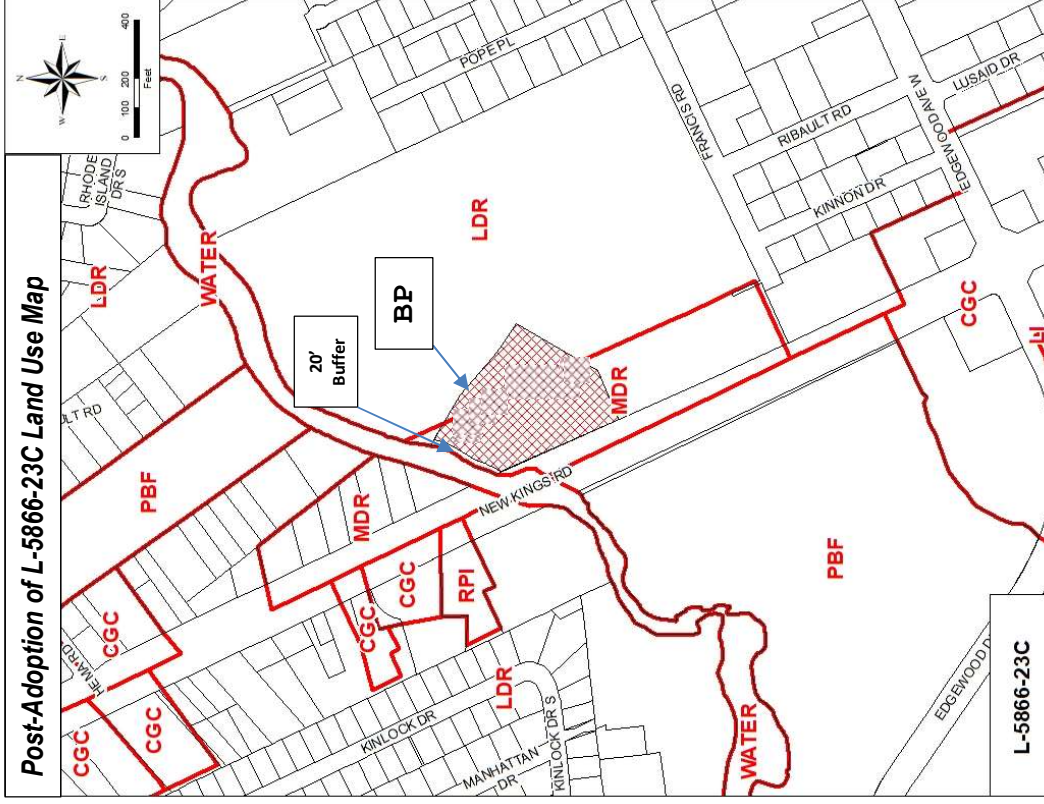 Post-Adoption of L-5866-23C Land Use Map
N
E
S
W
0 100 200 400
Feet
RHODE
ISLAND
DR S
LDR
WATER
POPE PL
20'
Buffer
BP
LDR
FRANCIS RD
RIBAULT RD
KINNON DR
EDGEWOOD AVE W
LUSAID DR
PBF
MDR
NEW KINGS RD
MDR
CGC
CGC
CGC
CGC
CGC
RPI
CGC
LDR
KINLOCK DR
MANHATTAN
DR
KINLOCK DR S
PBF
WATER
EDGEWOOD
L-5866-23C